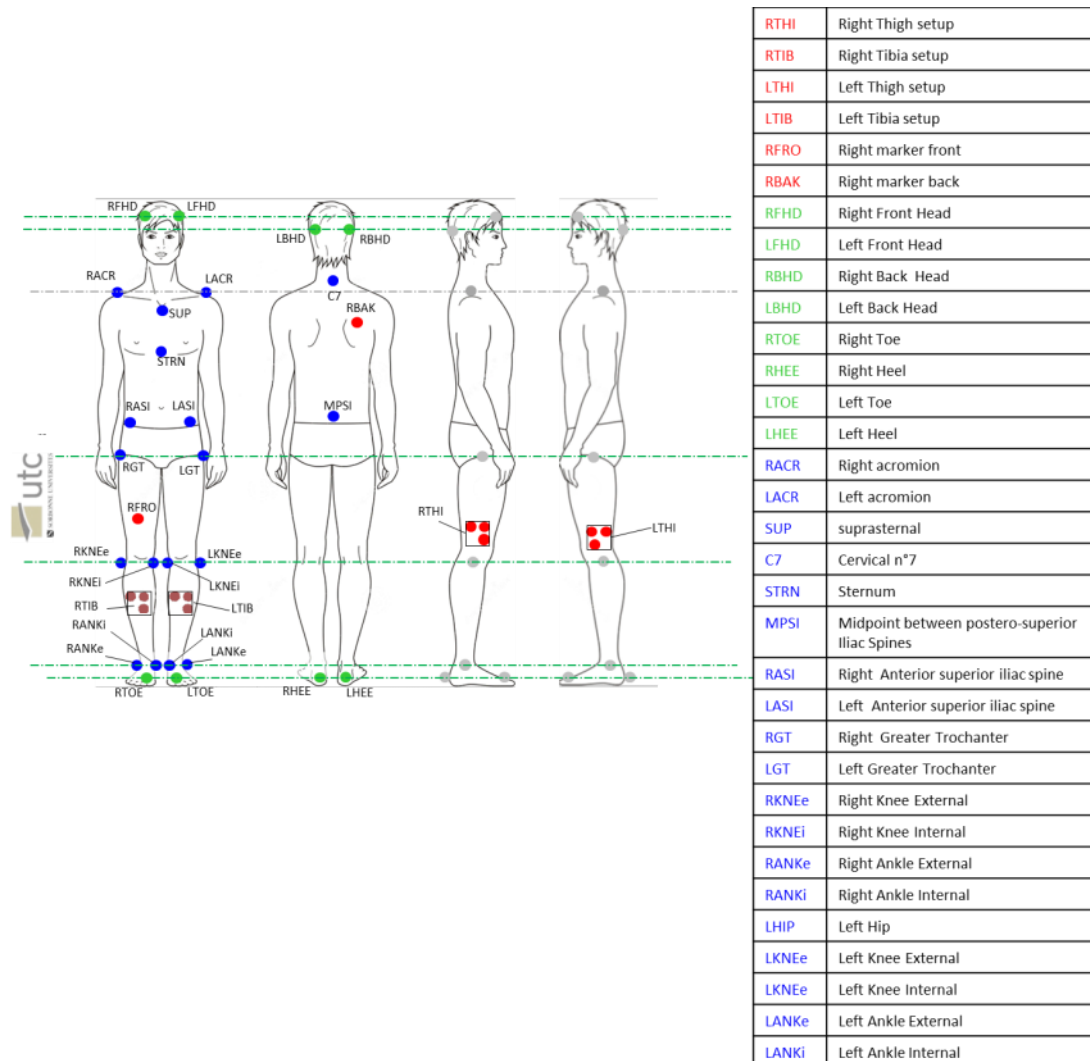 RFHD LFHD
LBHD RBHD
RACR LACR
C7
SUP
RBAK
STRN
RASI LASI
MPSI
RGT LGT
RFRO
RTHI
LTHI
RKNEe LKNEe
RKNEi LKNEi
RTIB LTIB
RANKi LANKi
RANKe LANKe
RTOE LTOE
RHEE LHEE
utc
SORBONNE UNIVERSITÉS
RTHI Right Thigh setup
RTIB Right Tibia setup
LTHI Left Thigh setup
LTIB Left Tibia setup
RFRO Right marker front
RBAK Right marker back
RFHD Right Front Head
LFHD Left Front Head
RBHD Right Back Head
LBHD Left Back Head
RTOE Right Toe
RHEE Right Heel
LTOE Left Toe
LHEE Left Heel
RACR Right acromion
LACR Left acromion
SUP suprasternal
C7 Cervical n°7
STRN Sternum
MPSI Midpoint between postero-superior
Iliac Spines
RASI Right Anterior superior iliac spine
LASI Left Anterior superior iliac spine
RGT Right Greater Trochanter
LGT Left Greater Trochanter
RKNEe Right Knee External
RKNEi Right Knee Internal
RANKe Right Ankle External
RANKi Right Ankle Internal
LHIP Left Hip
LKNEe Left Knee External
LKNEe Left Knee Internal
LANKe Left Ankle External
LANKi Left Ankle Internal